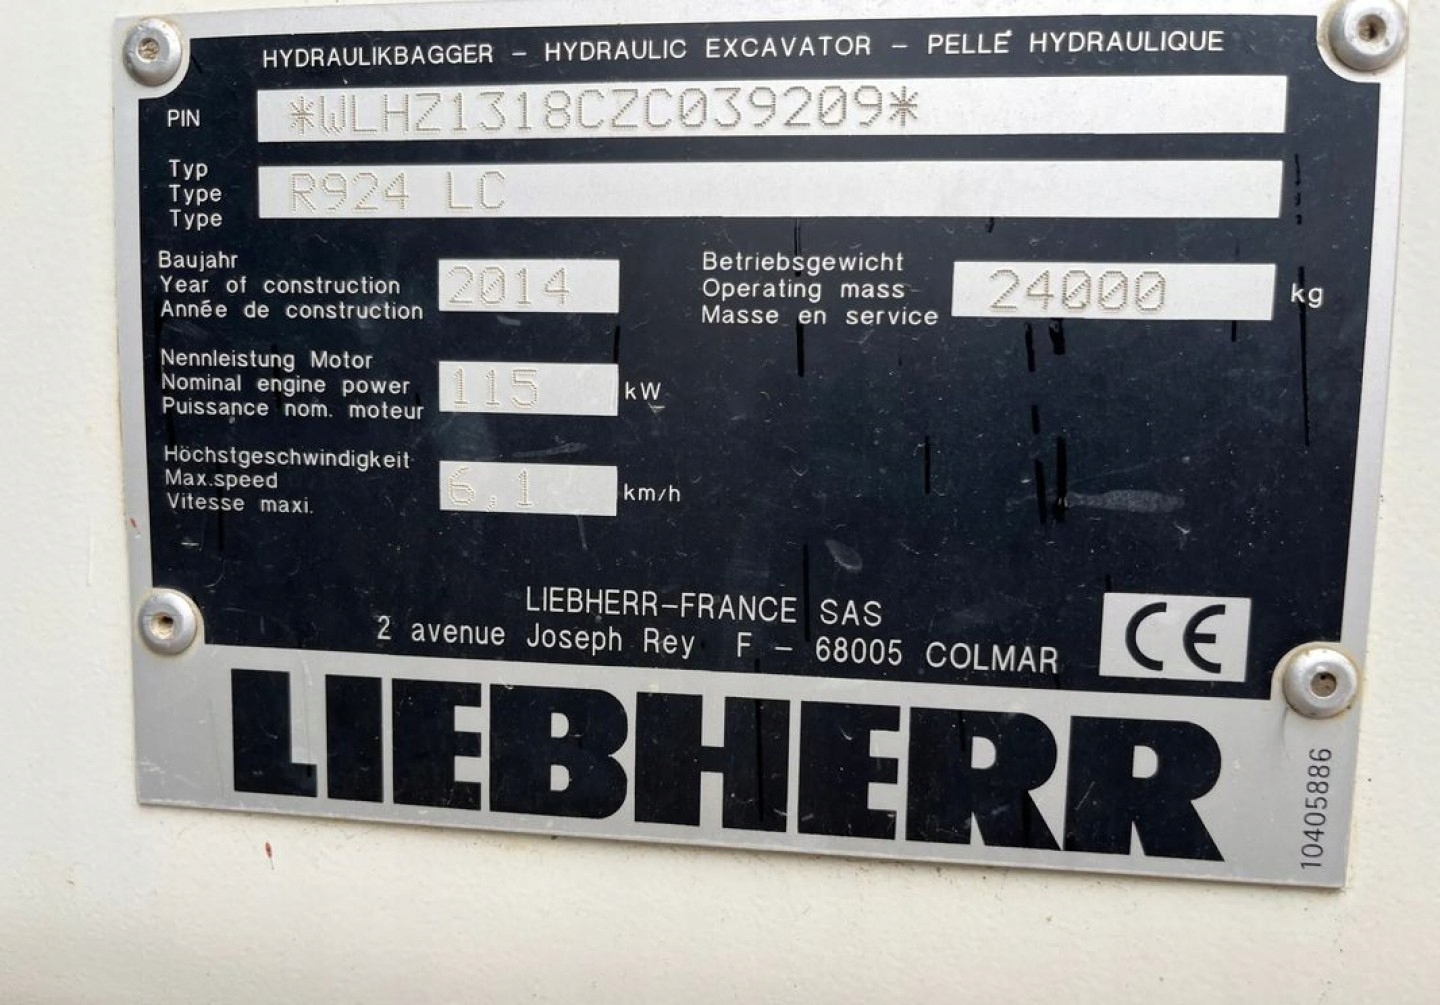 HYDRAULIKBAGGER – HYDRAULIC EXCAVATOR – PELLE HYDRAULIQUE
PIN *WLHZ1318CZC039209*
Typ
Type
Type
R924 LC
Baujahr
Year of construction
Année de construction
2014
Betriebsgewicht
Operating mass
Masse en service
24000 kg
Nennleistung Motor
Nominal engine power
Puissance nom. moteur
115 kW
Höchstgeschwindigkeit
Max.speed
Vitesse maxi.
6,1 km/h
LIEBHERR-FRANCE SAS
2 avenue Joseph Rey F – 68005 COLMAR
CE
LIEBHERR
10405886